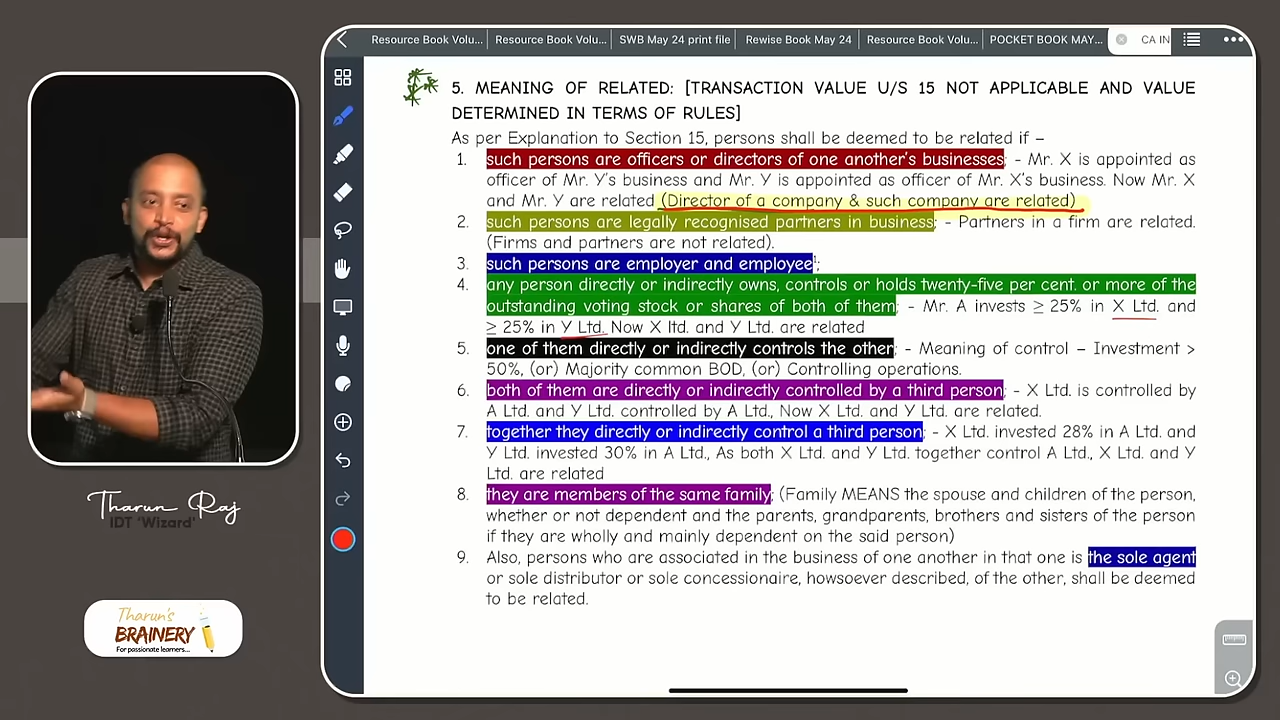 Resource Book Volu...
Resource Book Volu...
SWB May 24 print file
Rewise Book May 24
Resource Book Volu...
POCKET BOOK MAY...
CA IN
5. MEANING OF RELATED: [TRANSACTION VALUE U/S 15 NOT APPLICABLE AND VALUE
DETERMINED IN TERMS OF RULES]
As per Explanation to Section 15, persons shall be deemed to be related if –
1. such persons are officers or directors of one another's businesses; - Mr. X is appointed as
officer of Mr. Y's business and Mr. Y is appointed as officer of Mr. X's business. Now Mr. X
and Mr. Y are related (Director of a company & such company are related)
2. such persons are legally recognised partners in business; - Partners in a firm are related.
(Firms and partners are not related).
3. such persons are employer and employee¹;
4. any person directly or indirectly owns, controls or holds twenty-five per cent. or more of the
outstanding voting stock or shares of both of them; - Mr. A invests ≥ 25% in X Ltd. and
≥ 25% in Y Ltd. Now X ltd. and Y Ltd. are related
5. one of them directly or indirectly controls the other; - Meaning of control – Investment >
50%, (or) Majority common BOD, (or) Controlling operations.
6. both of them are directly or indirectly controlled by a third person; - X Ltd. is controlled by
A Ltd. and Y Ltd. controlled by A Ltd., Now X Ltd. and Y Ltd. are related.
7. together they directly or indirectly control a third person; - X Ltd. invested 28% in A Ltd. and
Y Ltd. invested 30% in A Ltd., As both X Ltd. and Y Ltd. together control A Ltd., X Ltd. and Y
Ltd. are related
8. they are members of the same family; (Family MEANS the spouse and children of the person,
whether or not dependent and the parents, grandparents, brothers and sisters of the person
if they are wholly and mainly dependent on the said person)
9. Also, persons who are associated in the business of one another in that one is the sole agent
or sole distributor or sole concessionaire, howsoever described, of the other, shall be deemed
to be related.
Tharun Raj
IDT 'Wizard'
Tharun's
BRAINERY
For passionate learners...